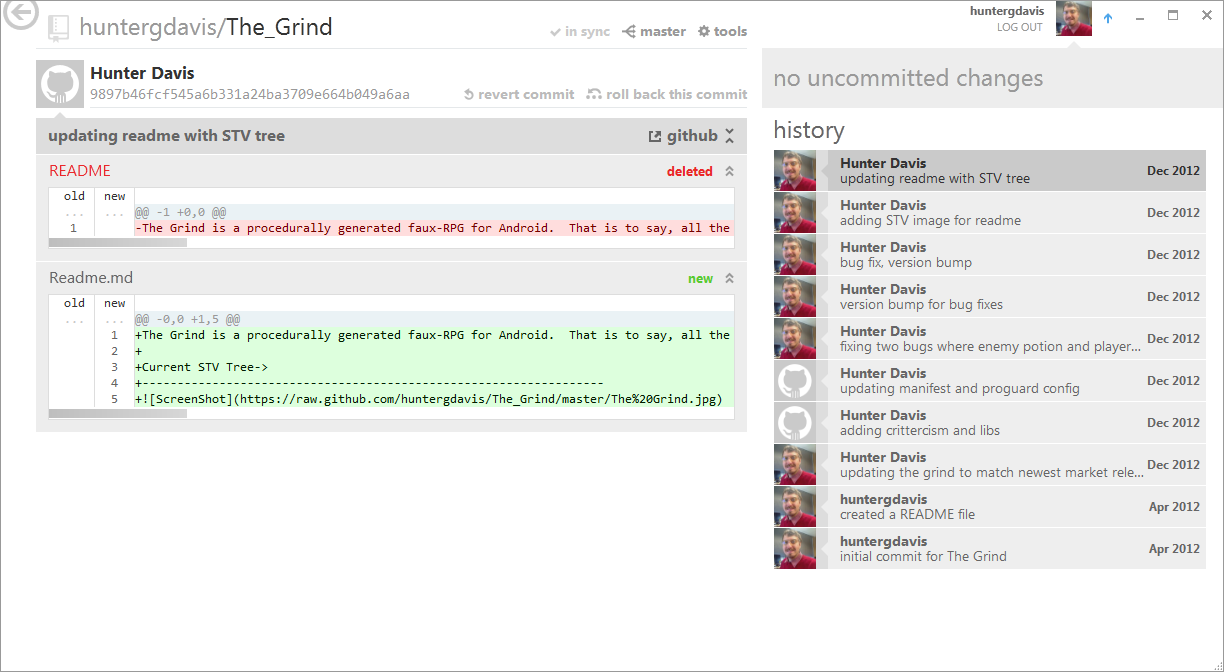 huntergdavis/The_Grind
in sync master tools
huntergdavis
LOG OUT
Hunter Davis
9897b46fcf545a6b331a24ba3709e664b049a6aa
revert commit roll back this commit
updating readme with STV tree github
README deleted
old new
... ... @@ -1 +0,0 @@
1 -The Grind is a procedurally generated faux-RPG for Android.  That is to say, all the
Readme.md new
old new
... ... @@ -0,0 +1,5 @@
1 +The Grind is a procedurally generated faux-RPG for Android.  That is to say, all the
2 +
3 +Current STV Tree->
4 +------------------------------------------------------------------
5 +![ScreenShot](https://raw.github.com/huntergdavis/The_Grind/master/The%20Grind.jpg)
no uncommitted changes
history
Hunter Davis
updating readme with STV tree Dec 2012
Hunter Davis
adding STV image for readme Dec 2012
Hunter Davis
bug fix, version bump Dec 2012
Hunter Davis
version bump for bug fixes Dec 2012
Hunter Davis
fixing two bugs where enemy potion and player... Dec 2012
Hunter Davis
updating manifest and proguard config Dec 2012
Hunter Davis
adding crittercism and libs Dec 2012
Hunter Davis
updating the grind to match newest market rele... Dec 2012
huntergdavis
created a README file Apr 2012
huntergdavis
initial commit for The Grind Apr 2012